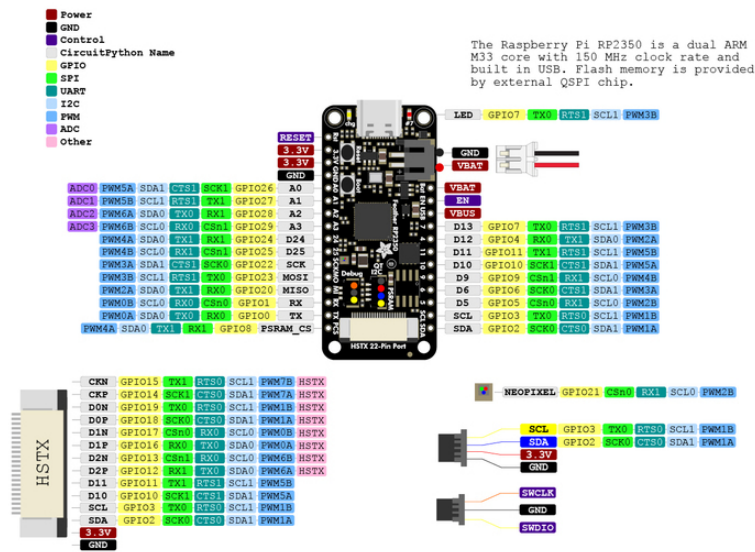 Power
GND
Control
CircuitPython Name
GPIO
SPI
UART
I2C
PWM
ADC
Other
The Raspberry Pi RP2350 is a dual ARM
M33 core with 150 MHz clock rate and
built in USB. Flash memory is provided
by external QSPI chip.
LED GPIO7 TX0 RTS1 SCL1 PWM3B
RESET
3.3V
3.3V
GND
GND
VBAT
ADC0 PWM5A SDA1 CTS1 SCK1 GPIO26 A0
ADC1 PWM5B SCL1 RTS1 TX1 GPIO27 A1
ADC2 PWM6A SDA0 TX0 RX1 GPIO28 A2
ADC3 PWM6B SCL0 RX0 CSn1 GPIO29 A3
PWM4A SDA0 TX1 RX1 GPIO24 D24
PWM4B SCL0 RX1 CSn1 GPIO25 D25
PWM3A SDA1 CTS1 SCK0 GPIO22 SCK
PWM3B SCL1 RTS1 TX0 GPIO23 MOSI
PWM2A SDA0 TX1 RX0 GPIO20 MISO
PWM0B SCL0 RX0 CSn0 GPIO1 RX
PWM0A SDA0 TX0 RX0 GPIO0 TX
PWM4A SDA0 TX1 RX1 GPIO8 PSRAM_CS
VBAT
EN
VBUS
D13 GPIO7 TX0 RTS1 SCL1 PWM3B
D12 GPIO4 RX0 TX1 SDA0 PWM2A
D11 GPIO11 TX1 RTS1 SCL1 PWM5B
D10 GPIO10 SCK1 CTS1 SDA1 PWM5A
D9 GPIO9 CSn1 RX1 SCL0 PWM4B
D6 GPIO5 CSn0 RX1 SCL0 PWM2B
D5 GPIO6 SCK0 CTS1 SDA1 PWM3A
SCL GPIO3 TX0 RTS0 SCL1 PWM1B
SDA GPIO2 SCK0 CTS0 SDA1 PWM1A
chg
Reset
Boot
Feather RP2350
Debug
I2C
PSRAM
HSTX 22-Pin Port
HSTX
CKN GPIO15 TX1 RTS0 SCL1 PWM7B HSTX
CKP GPIO14 SCK1 CTS0 SDA1 PWM7A HSTX
D0N GPIO19 TX0 RTS0 SCL1 PWM1B HSTX
D0P GPIO18 SCK0 CTS0 SDA1 PWM1A HSTX
D1N GPIO17 CSn0 RX0 SCL0 PWM0B HSTX
D1P GPIO16 RX0 TX0 SDA0 PWM0A HSTX
D2N GPIO13 CSn1 RX0 SCL0 PWM6B HSTX
D2P GPIO12 RX1 TX0 SDA0 PWM6A HSTX
D11 GPIO11 TX1 RTS1 SCL1 PWM5B
D10 GPIO10 SCK1 CTS1 SDA1 PWM5A
SCL GPIO3 TX0 RTS0 SCL1 PWM1B
SDA GPIO2 SCK0 CTS0 SDA1 PWM1A
3.3V
GND
NEOPIXEL GPIO21 CSn0 RX1 SCL0 PWM2B
SCL GPIO3 TX0 RTS0 SCL1 PWM1B
SDA GPIO2 SCK0 CTS0 SDA1 PWM1A
3.3V
GND
SWCLK
GND
SWDIO